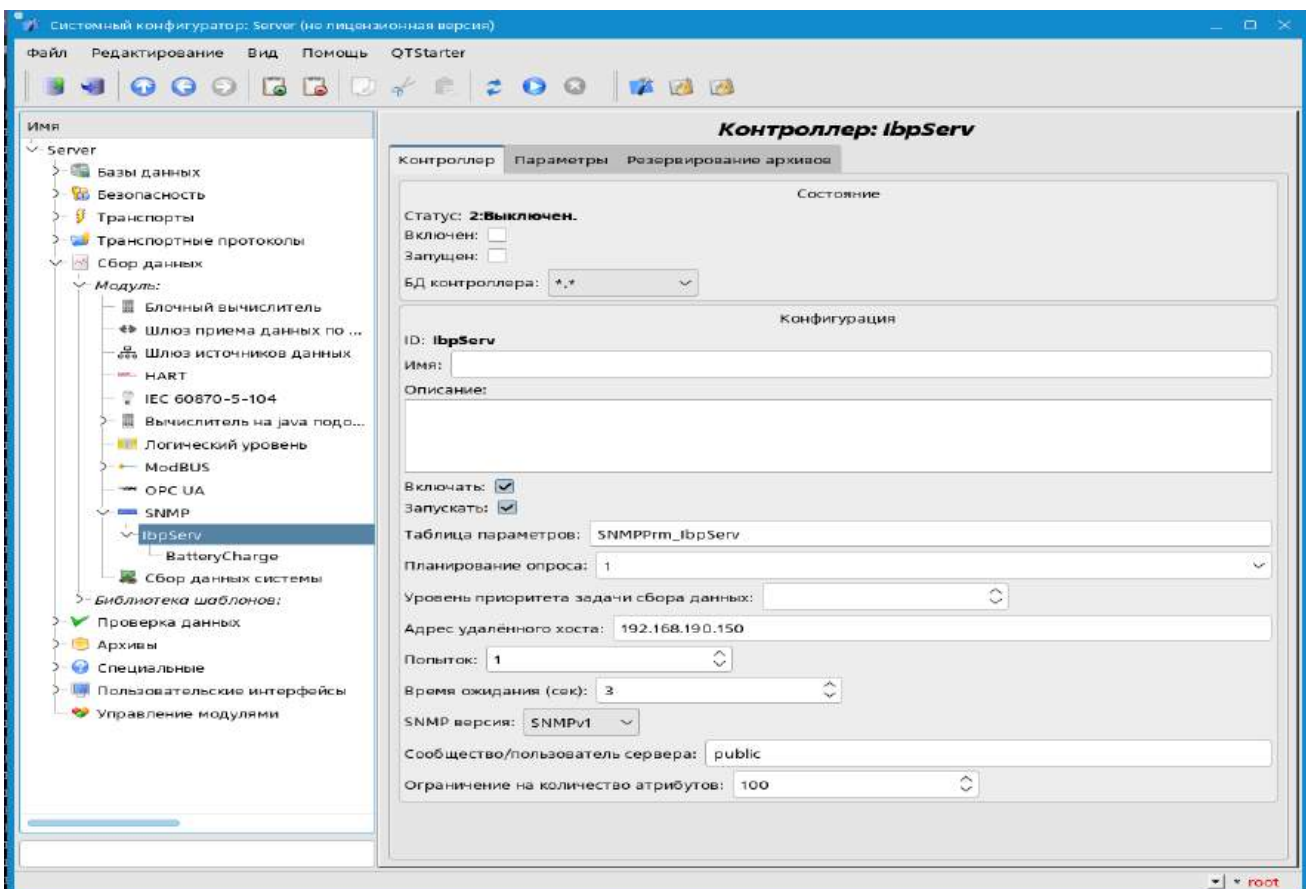 Системный конфигуратор: Server (не лицензионная версия)
Файл Редактирование Вид Помощь QTStarter
Имя
Server
Базы данных
Безопасность
Транспорты
Транспортные протоколы
Сбор данных
Модуль:
Блочный вычислитель
Шлюз приема данных по ...
Шлюз источников данных
HART
IEC 60870-5-104
Вычислитель на java подо...
Логический уровень
ModBUS
OPC UA
SNMP
IbpServ
BatteryCharge
Сбор данных системы
Библиотека шаблонов:
Проверка данных
Архивы
Специальные
Пользовательские интерфейсы
Управление модулями
Контроллер: IbpServ
Контроллер Параметры Резервирование архивов
Состояние
Статус: 2:Выключен.
Включен:
Запущен:
БД контроллера: *.*
Конфигурация
ID: IbpServ
Имя:
Описание:
Включать:
Запускать:
Таблица параметров: SNMPPrm_IbpServ
Планирование опроса: 1
Уровень приоритета задачи сбора данных:
Адрес удалённого хоста: 192.168.190.150
Попыток: 1
Время ожидания (сек): 3
SNMP версия: SNMPv1
Сообщество/пользователь сервера: public
Ограничение на количество атрибутов: 100
* root